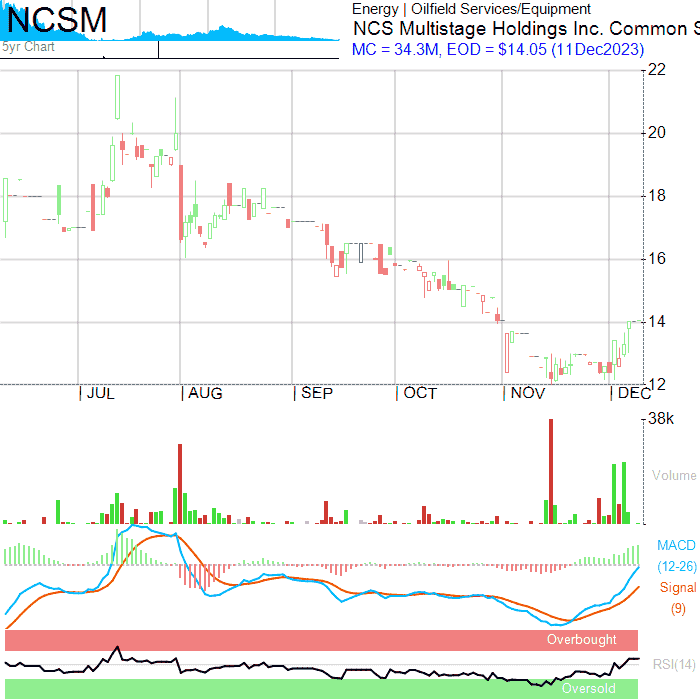 NCSM
5yr Chart
Energy | Oilfield Services/Equipment
NCS Multistage Holdings Inc. Common S
MC = 34.3M, EOD = $14.05 (11Dec2023)
22
20
18
16
14
12
JUL AUG SEP OCT NOV DEC
38k
Volume
MACD
(12-26)
Signal
(9)
Overbought
RSI(14)
Oversold